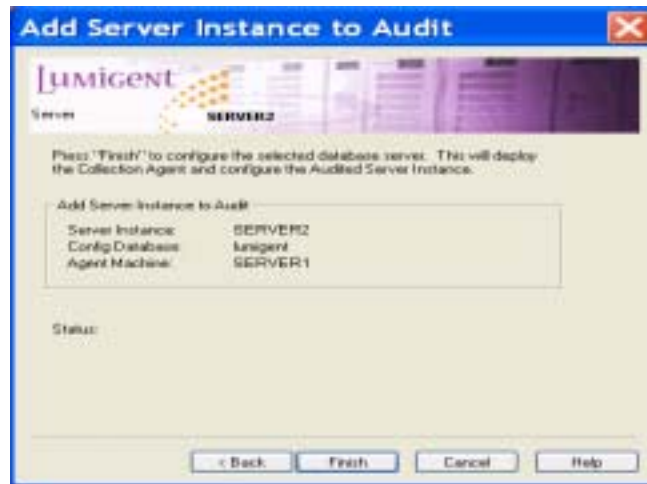 Add Server Instance to Audit
Lumigent
Server SERVER2
Press "Finish" to configure the selected database server. This will deploy
the Collection Agent and configure the Audited Server Instance.
Add Server Instance to Audit
Server Instance: SERVER2
Config Database: lumigent
Agent Machine: SERVER1
Status:
< Back Finish Cancel Help